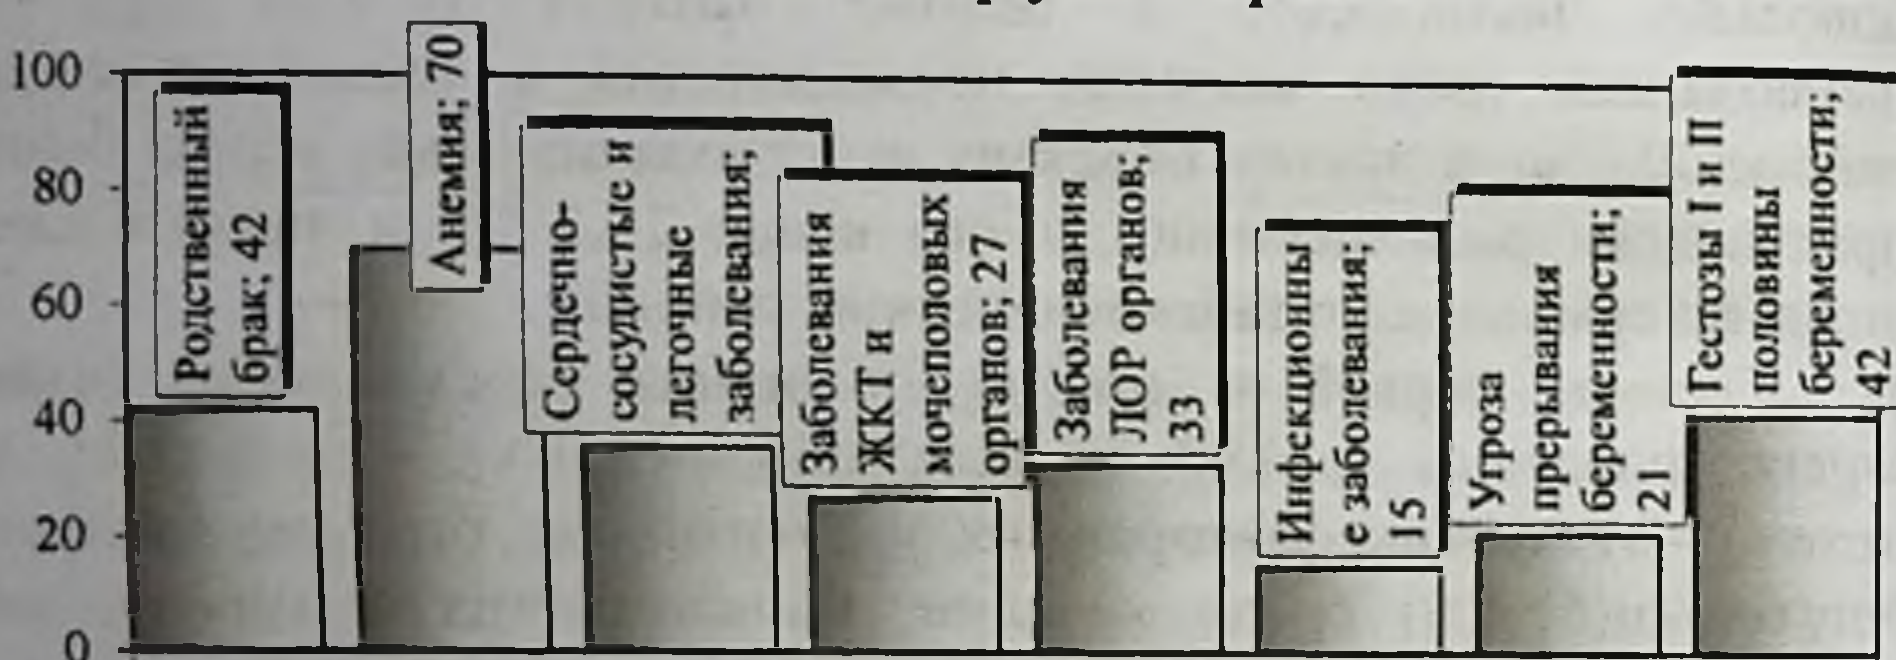 100
80
60
40
20
0
Родственный
брак; 42
Анемия; 70
Сердечно-
сосудистые и
легочные
заболевания;
Заболевания
ЖКТ и
мочеполовых
органов; 27
Заболевания
ЛОР органов;
33
Инфекционны
е заболевания;
15
Угроза
прерывания
беременности;
21
Гестозы I и II
половины
беременности;
42